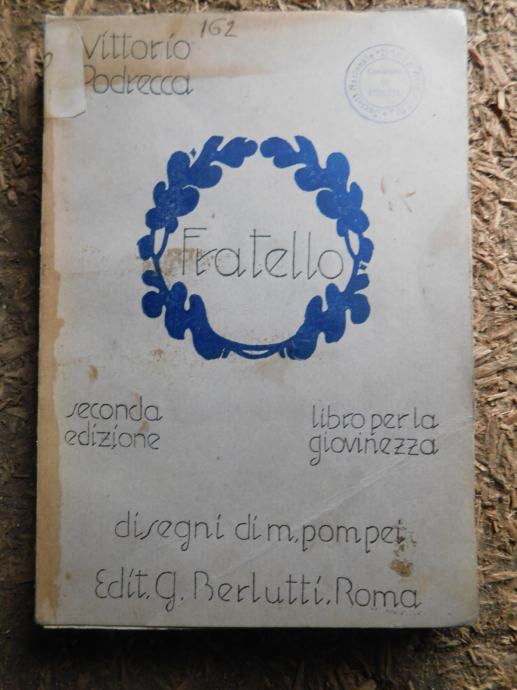 162
Vittorio
Podrecca
Fratello
seconda
edizione
libro per la
giovinezza
disegni di m. pompei
Edit. G. Berlutti. Roma